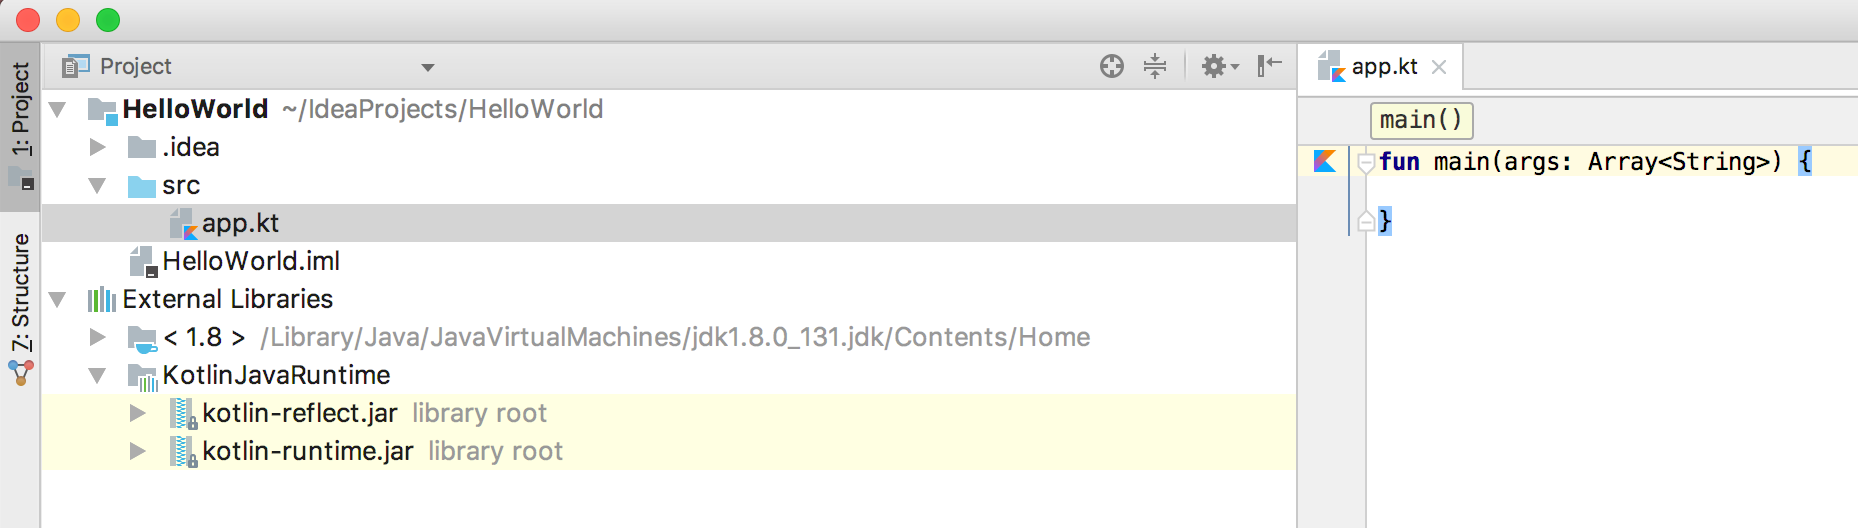 1: Project
7: Structure
Project
HelloWorld ~/IdeaProjects/HelloWorld
.idea
src
app.kt
HelloWorld.iml
External Libraries
< 1.8 > /Library/Java/JavaVirtualMachines/jdk1.8.0_131.jdk/Contents/Home
KotlinJavaRuntime
kotlin-reflect.jar library root
kotlin-runtime.jar library root
app.kt
main()
fun main(args: Array<String>) {
}